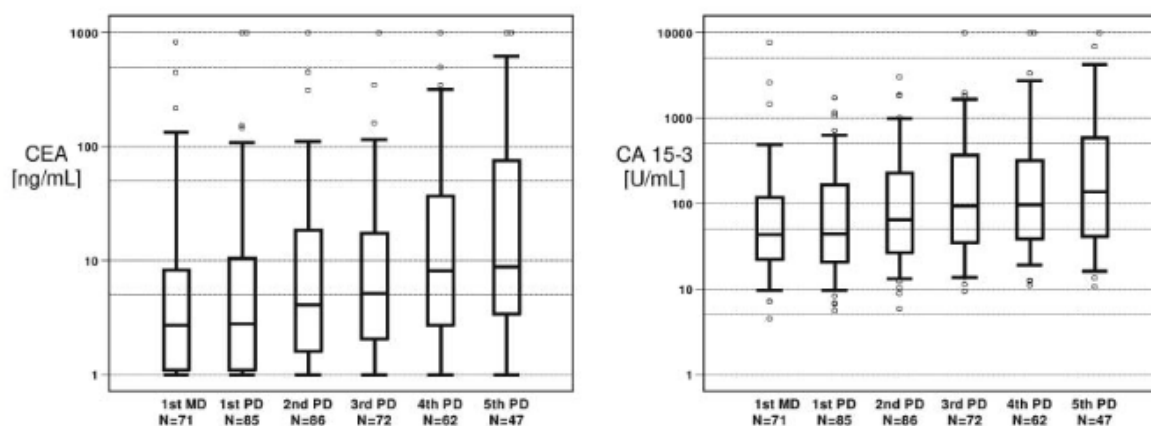 1000
100
CEA
[ng/mL]
10
1
1st MD 1st PD 2nd PD 3rd PD 4th PD 5th PD
N=71 N=85 N=86 N=72 N=62 N=47
10000
1000
CA 15-3
[U/mL]
100
10
1
1st MD 1st PD 2nd PD 3rd PD 4th PD 5th PD
N=71 N=85 N=86 N=72 N=62 N=47